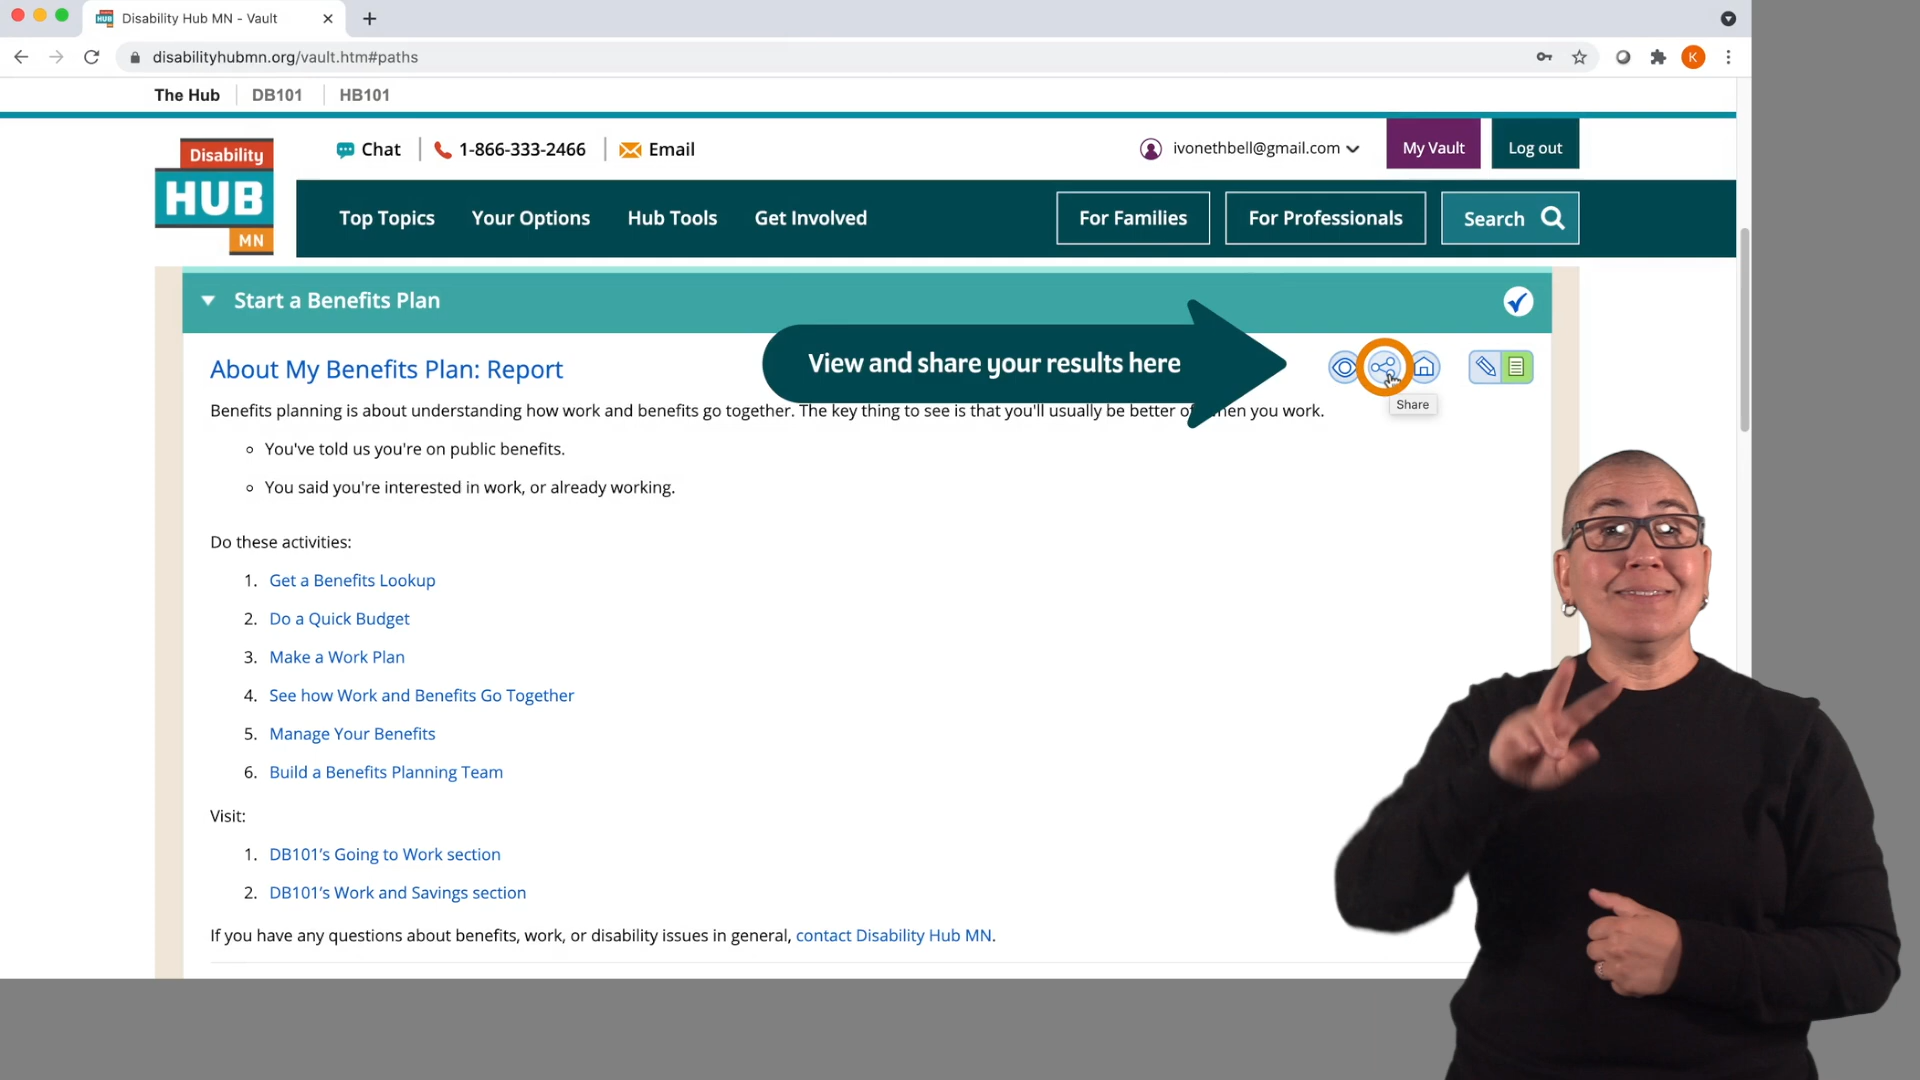 Disability Hub MN - Vault
disabilityhubmn.org/vault.htm#paths
K
The Hub DB101 HB101
Disability
HUB
MN
Chat 1-866-333-2466 Email
ivonethbell@gmail.com My Vault Log out
Top Topics Your Options Hub Tools Get Involved For Families For Professionals Search
Start a Benefits Plan
About My Benefits Plan: Report
View and share your results here
Share
Benefits planning is about understanding how work and benefits go together. The key thing to see is that you'll usually be better when you work.
You've told us you're on public benefits.
You said you're interested in work, or already working.
Do these activities:
1. Get a Benefits Lookup
2. Do a Quick Budget
3. Make a Work Plan
4. See how Work and Benefits Go Together
5. Manage Your Benefits
6. Build a Benefits Planning Team
Visit:
1. DB101's Going to Work section
2. DB101's Work and Savings section
If you have any questions about benefits, work, or disability issues in general, contact Disability Hub MN.